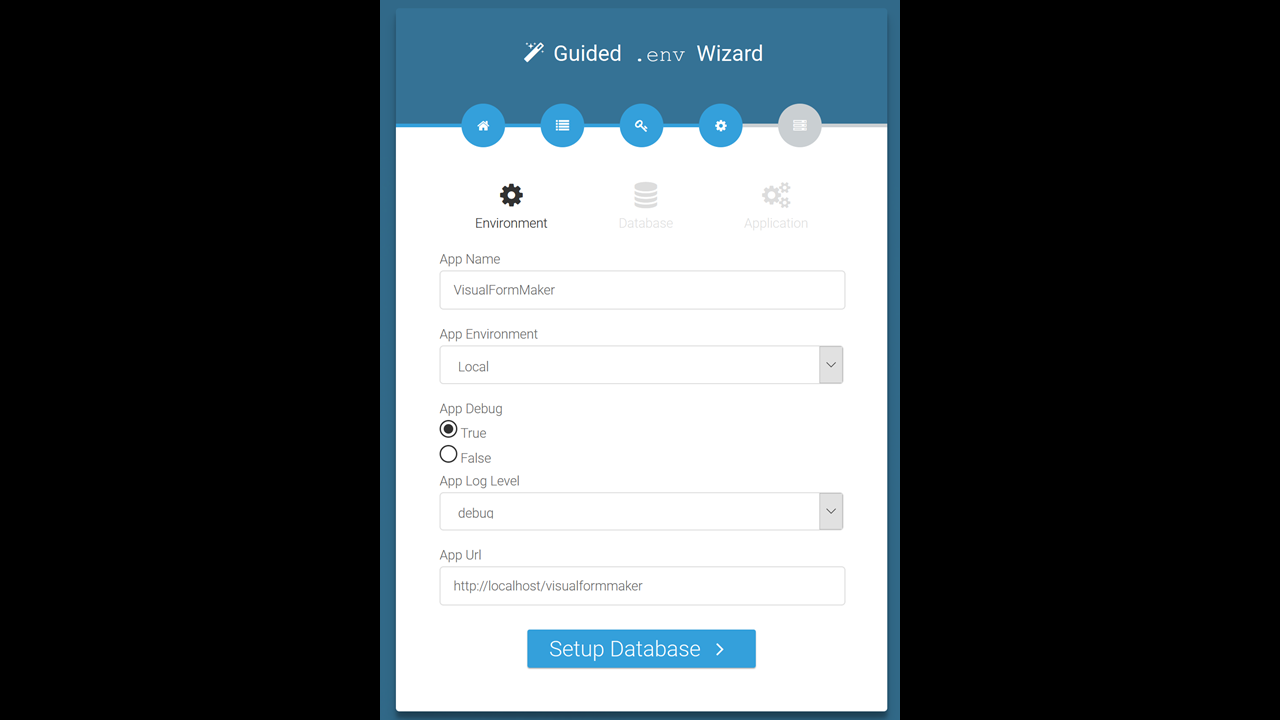 Guided .env Wizard
Environment Database Application
App Name
VisualFormMaker
App Environment
Local
App Debug
True
False
App Log Level
debug
App Url
http://localhost/visualformmaker
Setup Database